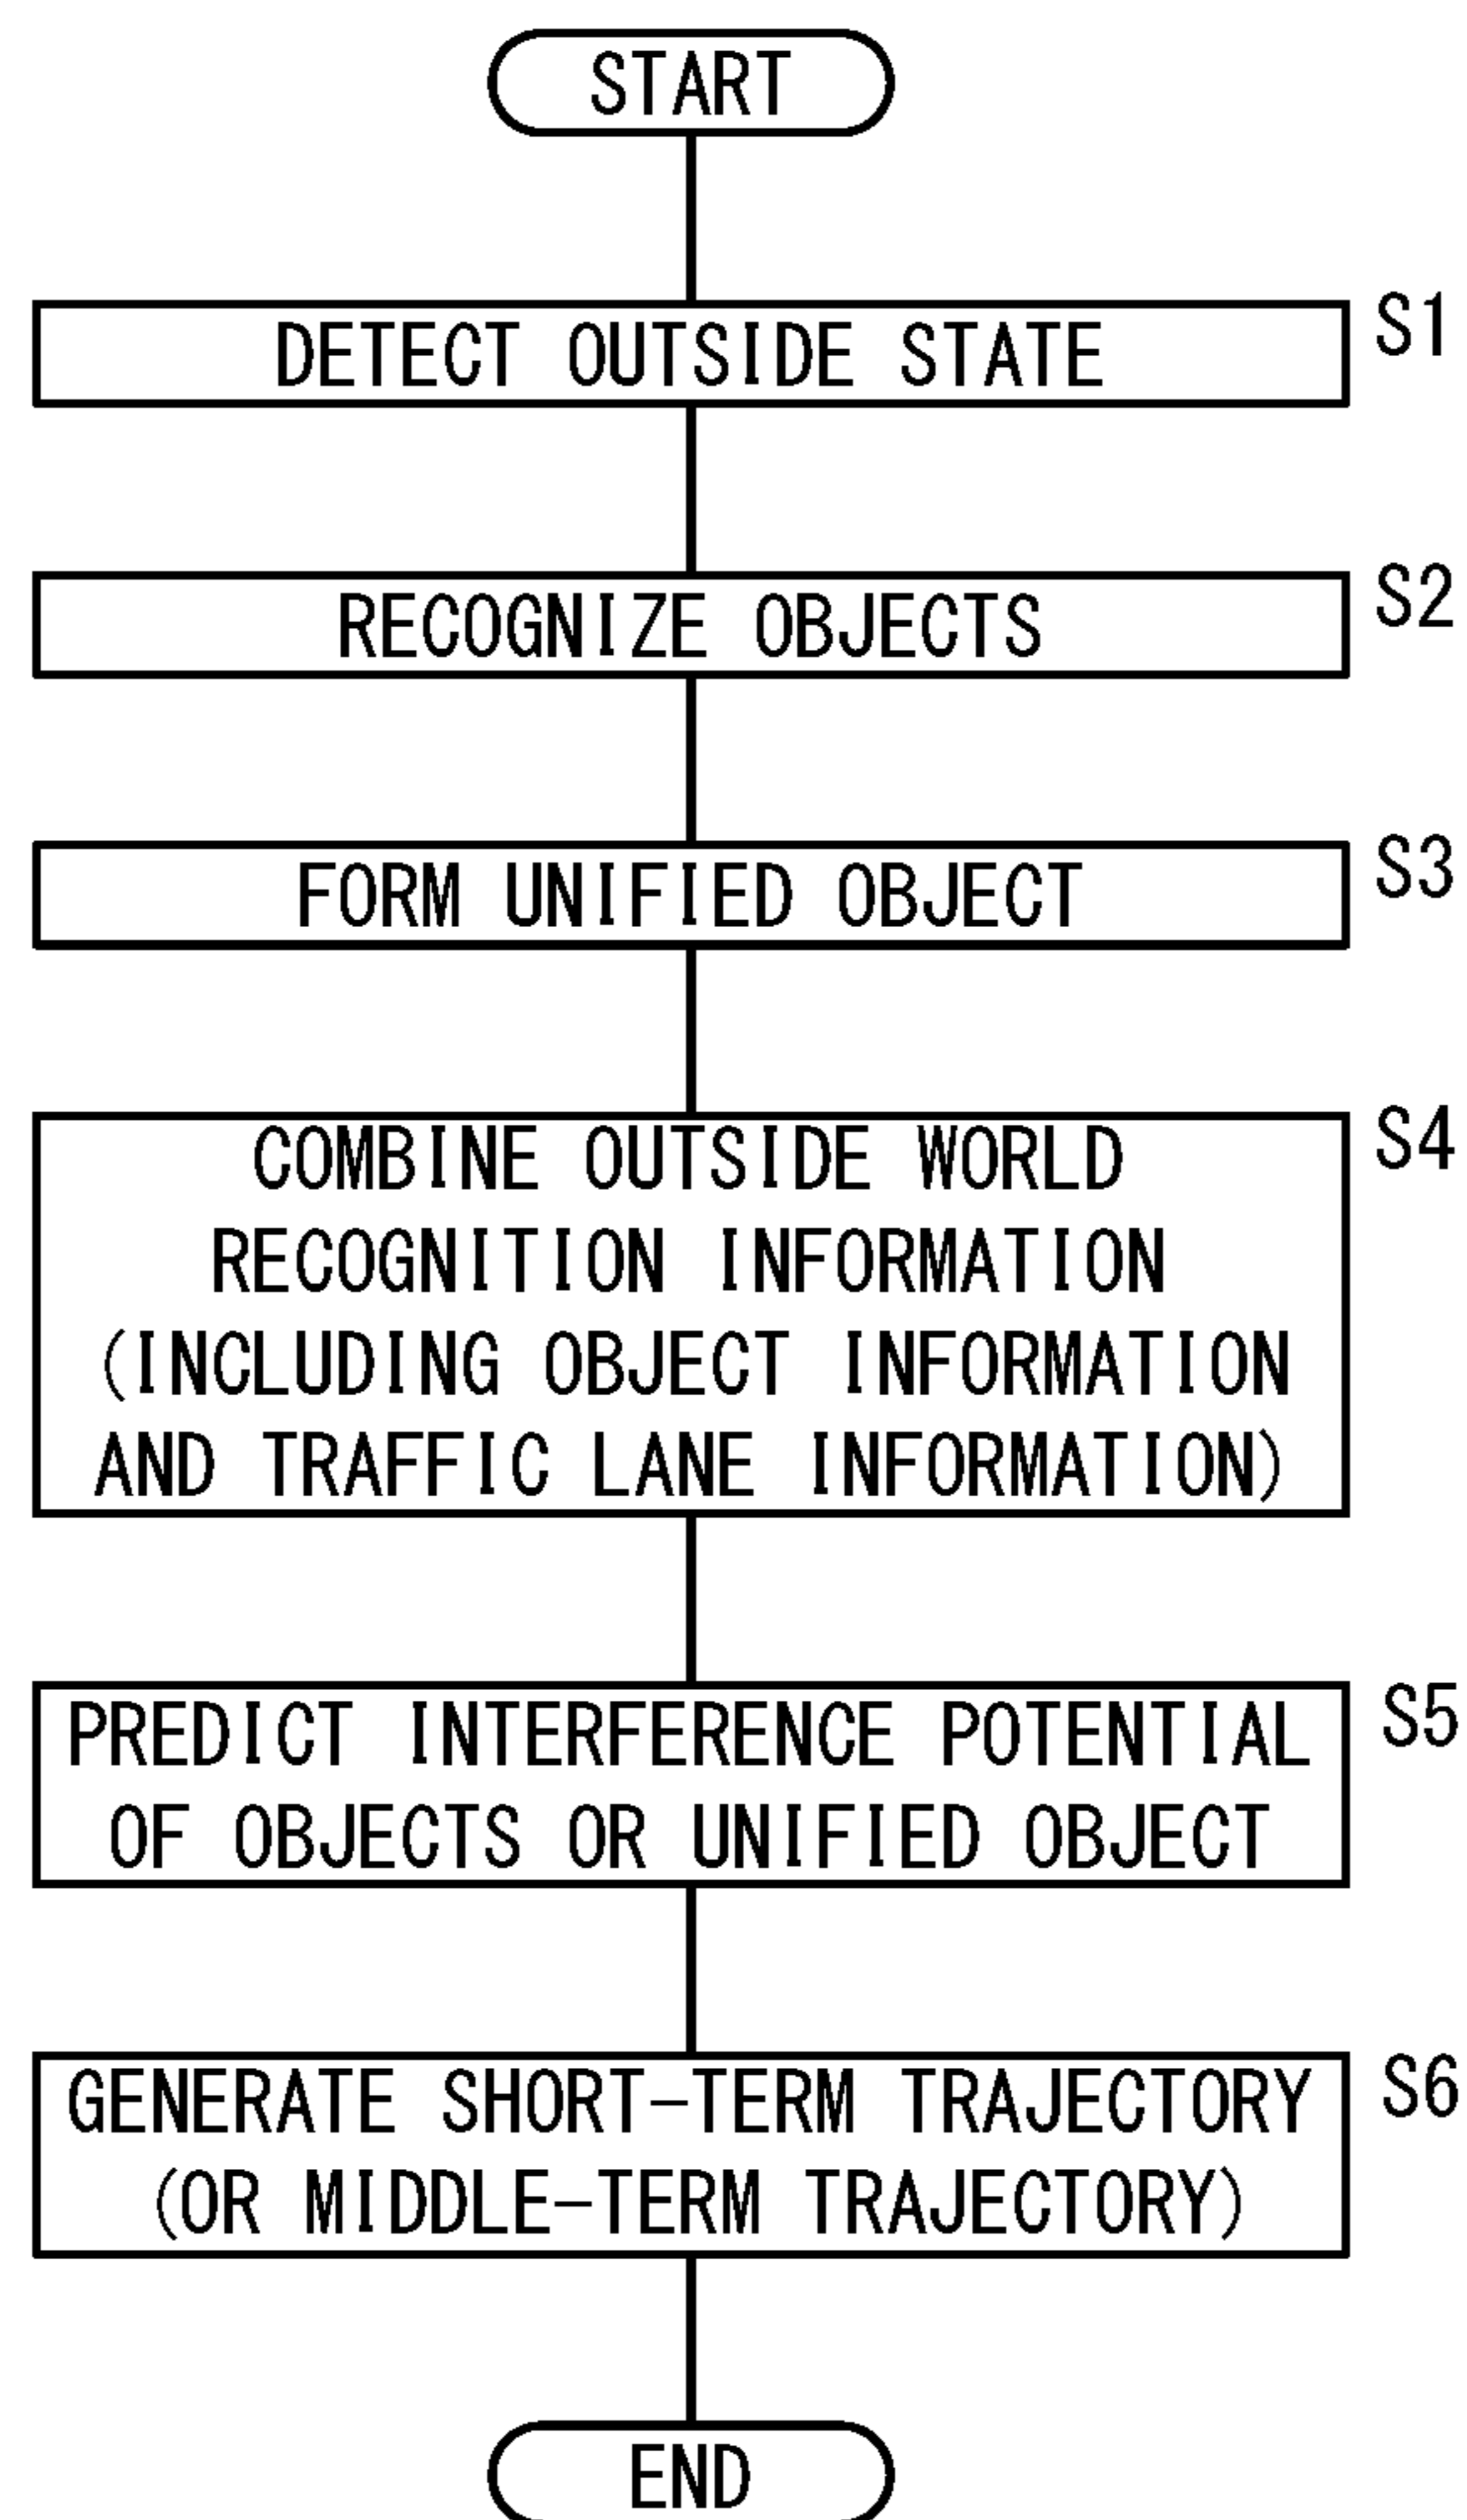 START
DETECT OUTSIDE STATE
S1
RECOGNIZE OBJECTS
S2
FORM UNIFIED OBJECT
S3
COMBINE OUTSIDE WORLD
S4
RECOGNITION INFORMATION
(INCLUDING OBJECT INFORMATION
AND TRAFFIC LANE INFORMATION)
PREDICT INTERFERENCE POTENTIAL
S5
OF OBJECTS OR UNIFIED OBJECT
GENERATE SHORT-TERM TRAJECTORY
S6
(OR MIDDLE-TERM TRAJECTORY)
END